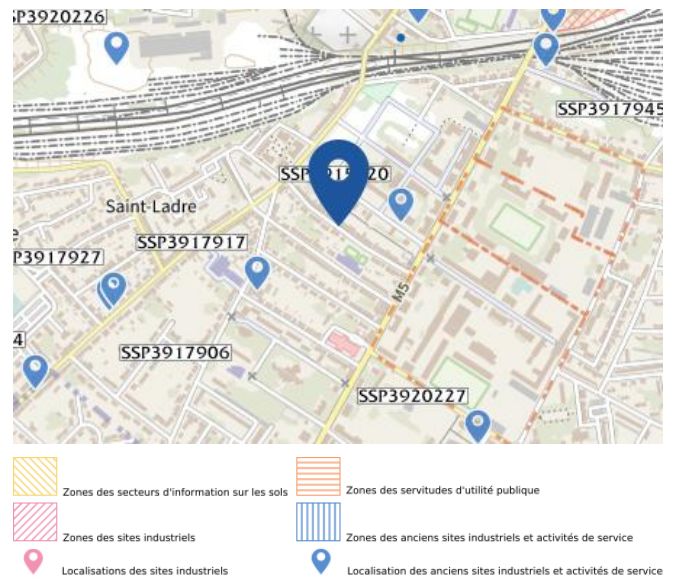 SP3920226
SSP3917945
Saint-Ladre
SSP3917917
P3917927
M5
4
SSP3917906
SSP3920227
Zones des secteurs d'information sur les sols
Zones des servitudes d'utilité publique
Zones des sites industriels
Zones des anciens sites industriels et activités de service
Localisations des sites industriels
Localisation des anciens sites industriels et activités de service